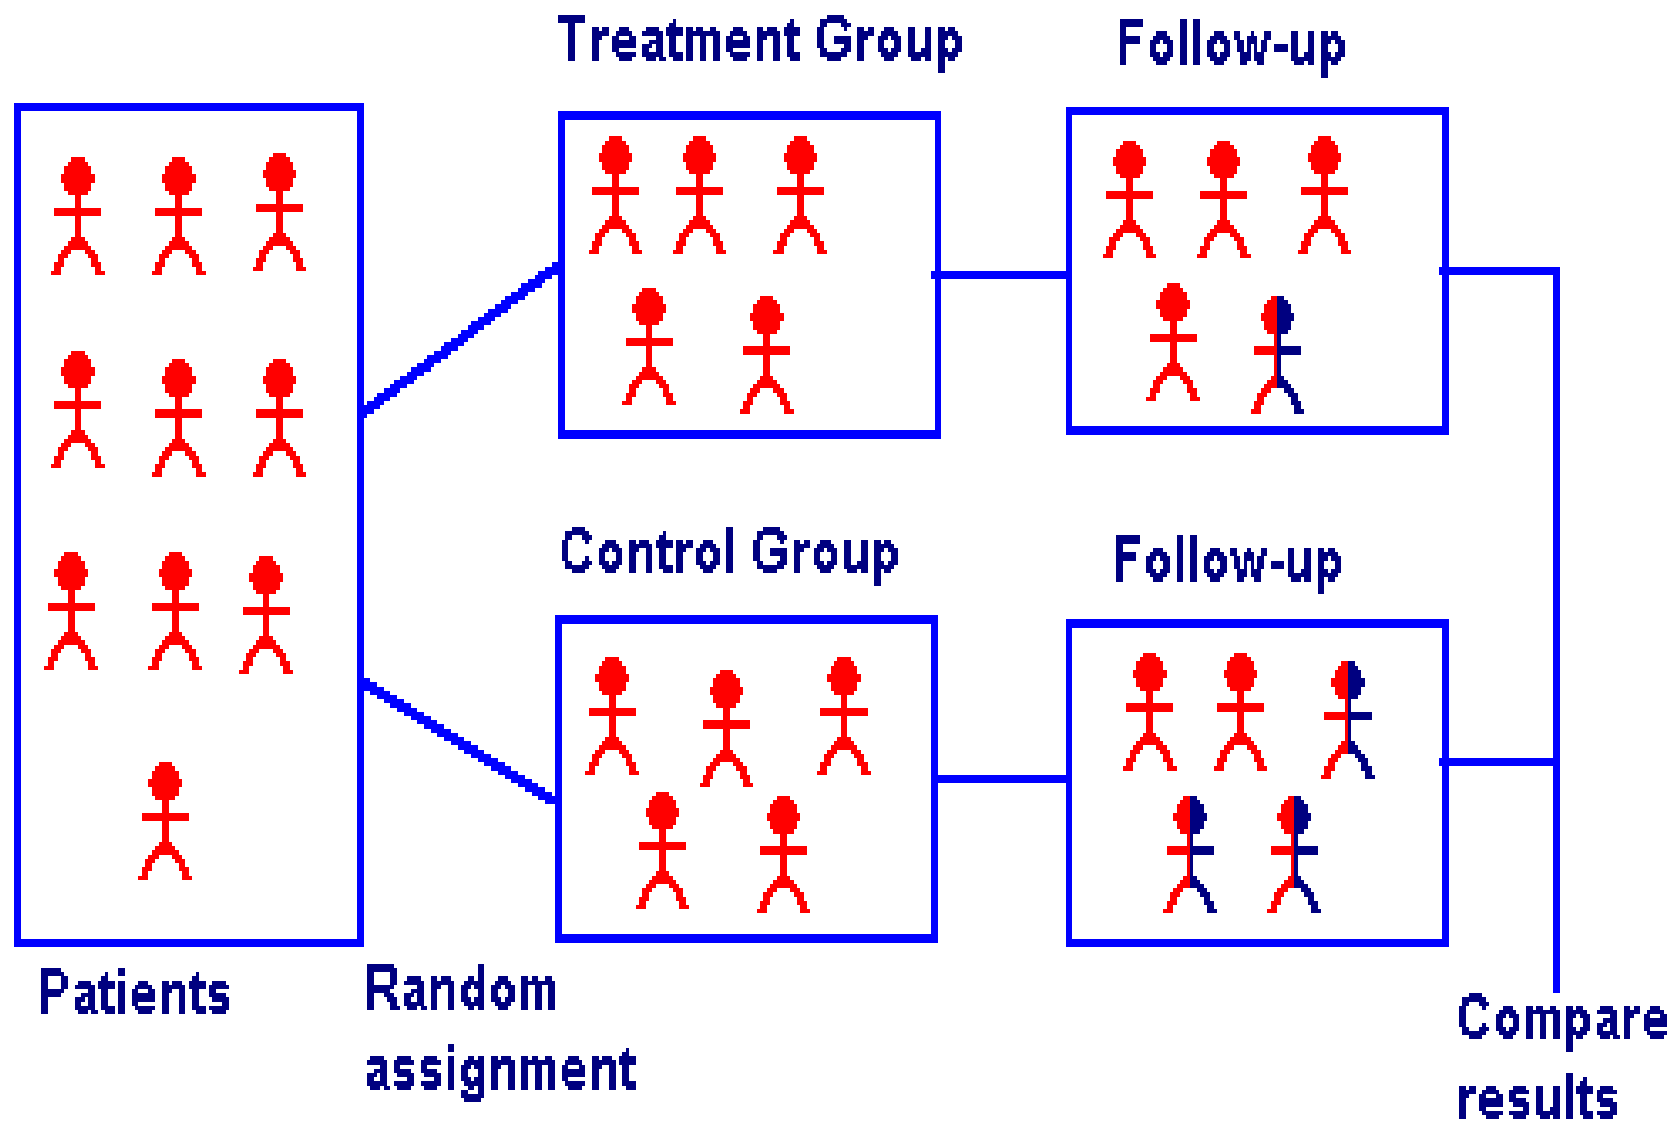 Treatment Group
Follow-up
Control Group
Follow-up
Patients
Random
assignment
Compare
results